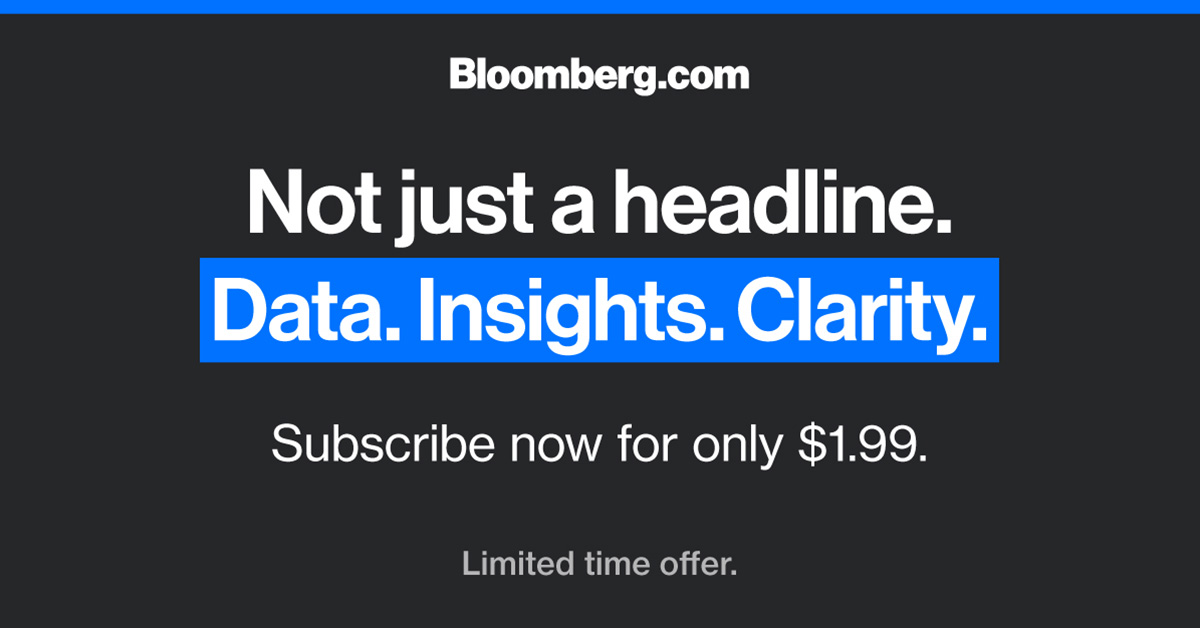 Bloomberg.com
Not just a headline.
Data. Insights. Clarity.
Subscribe now for only $1.99.
Limited time offer.